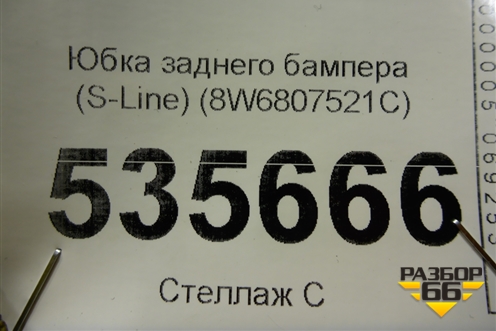 Юбка заднего бампера
(S-Line) (8W6807521C)
535666
Стеллаж С
РАЗБОР
66